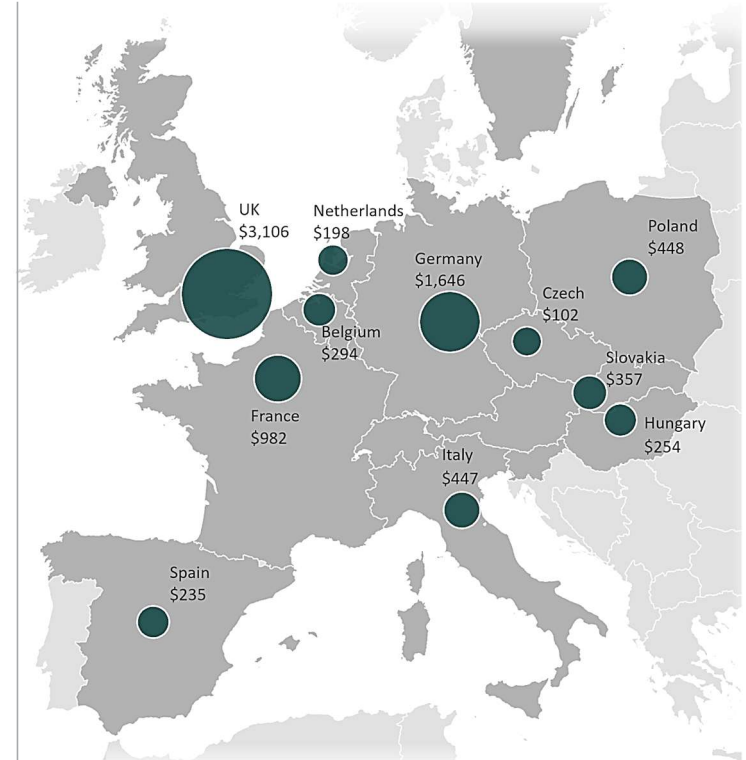 UK
$3,106
Netherlands
$198
Germany
$1,646
Poland
$448
Czech
$102
Belgium
$294
Slovakia
$357
France
$982
Hungary
$254
Italy
$447
Spain
$235